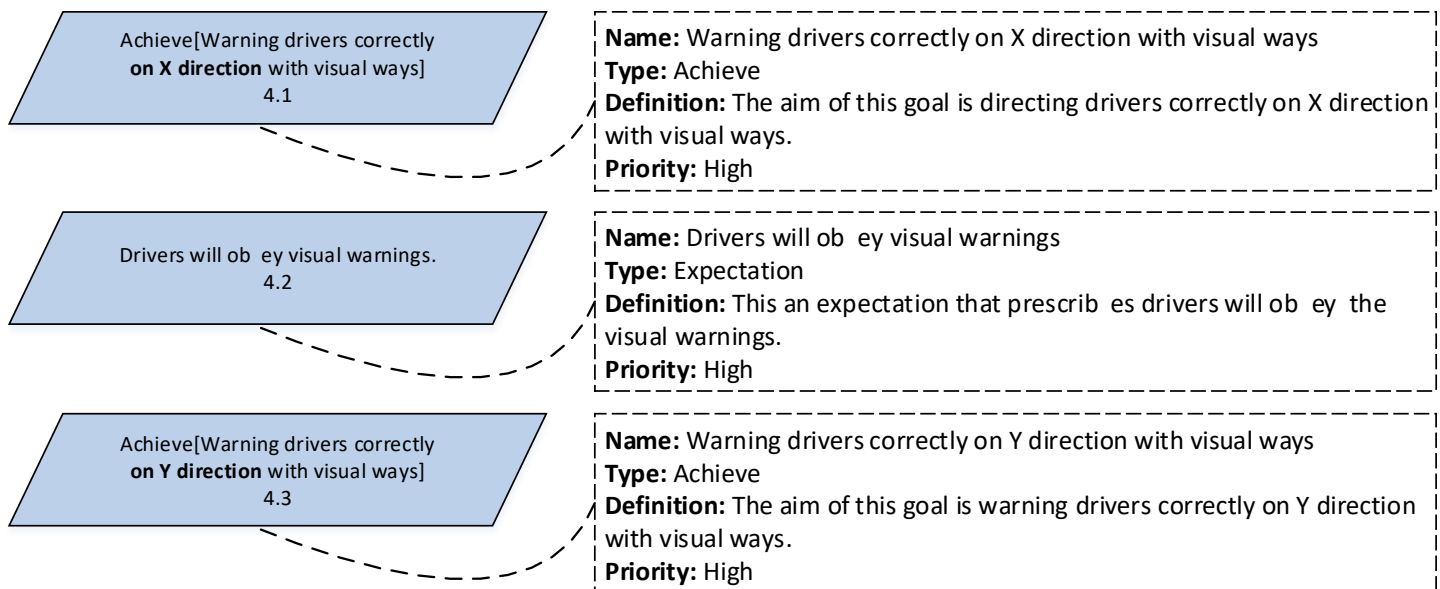 Achieve[Warning drivers correctly
on X direction with visual ways]
4.1
Name: Warning drivers correctly on X direction with visual ways
Type: Achieve
Definition: The aim of this goal is directing drivers correctly on X direction
with visual ways.
Priority: High
Drivers will ob ey visual warnings.
4.2
Name: Drivers will ob ey visual warnings
Type: Expectation
Definition: This an expectation that prescrib es drivers will ob ey the
visual warnings.
Priority: High
Achieve[Warning drivers correctly
on Y direction with visual ways]
4.3
Name: Warning drivers correctly on Y direction with visual ways
Type: Achieve
Definition: The aim of this goal is warning drivers correctly on Y direction
with visual ways.
Priority: High